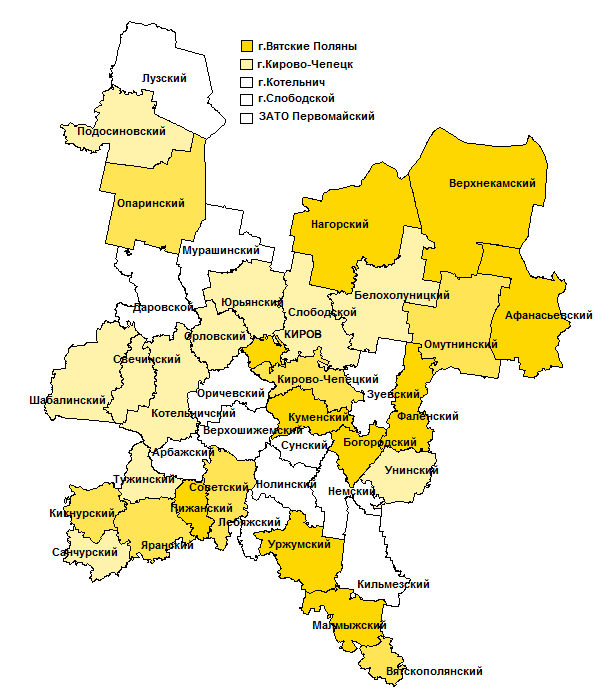 г.Вятские Поляны
г.Кирово-Чепецк
г.Котельнич
г.Слободской
ЗАТО Первомайский
Лузский
Подосиновский
Опаринский
Верхнекамский
Нагорский
Мурашинский
Белохолуницкий
Юрьянский
Даровской
Слободской
Афанасьевский
КИРОВ
Орловский
Омутнинский
Свечинский
Кирово-Чепецкий
Зуевский
Оричевский
Шабалинский
Котельничский
Куменский
Фаленский
Верхошижемский
Богородский
Сунский
Арбажский
Унинский
Тужинский
Советский
Нолинский
Немский
Пижанский
Кикнурский
Лебяжский
Яранский
Уржумский
Санчурский
Кильмезский
Малмыжский
Вятскополянский